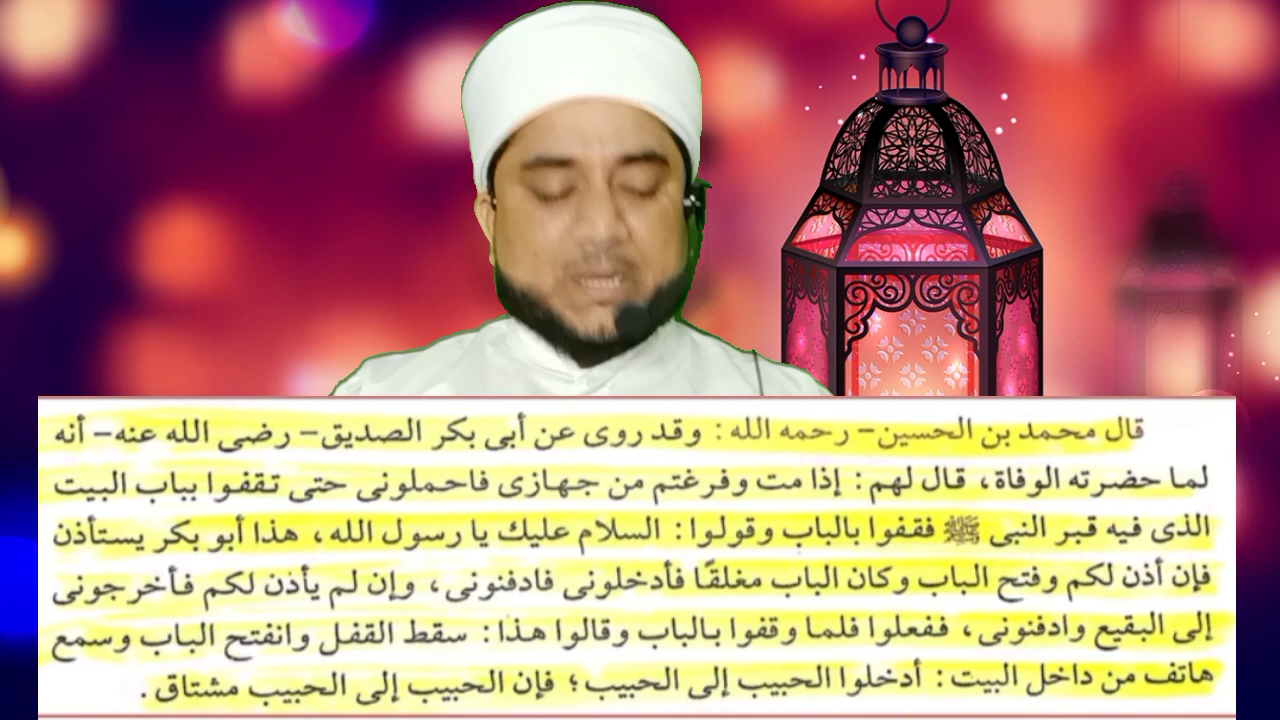 قال محمد بن الحسين– رحمه الله : وقد روى عن أبى بكر الصديق– رضى الله عنه– أنه
لما حضرته الوفاة، قال لهم : إذا مت وفرغتم من جهازى فاحملونى حتى تقفوا بباب البيت
الذى فيه قبر النبى ﷺ فقفوا بالباب وقولوا : السلام عليك يا رسول الله ، هذا أبو بكر يستأذن
فإن أذن لكم وفتح الباب وكان الباب مغلقًا فأدخلونى فادفنونى، وإن لم يأذن لكم فأخرجونى
إلى البقيع وادفنونى، ففعلوا فلما وقفوا بالباب وقالوا هذا : سقط القفل وانفتح الباب وسمع
هاتف من داخل البيت : أدخلوا الحبيب إلى الحبيب ؛ فإن الحبيب إلى الحبيب مشتاق .